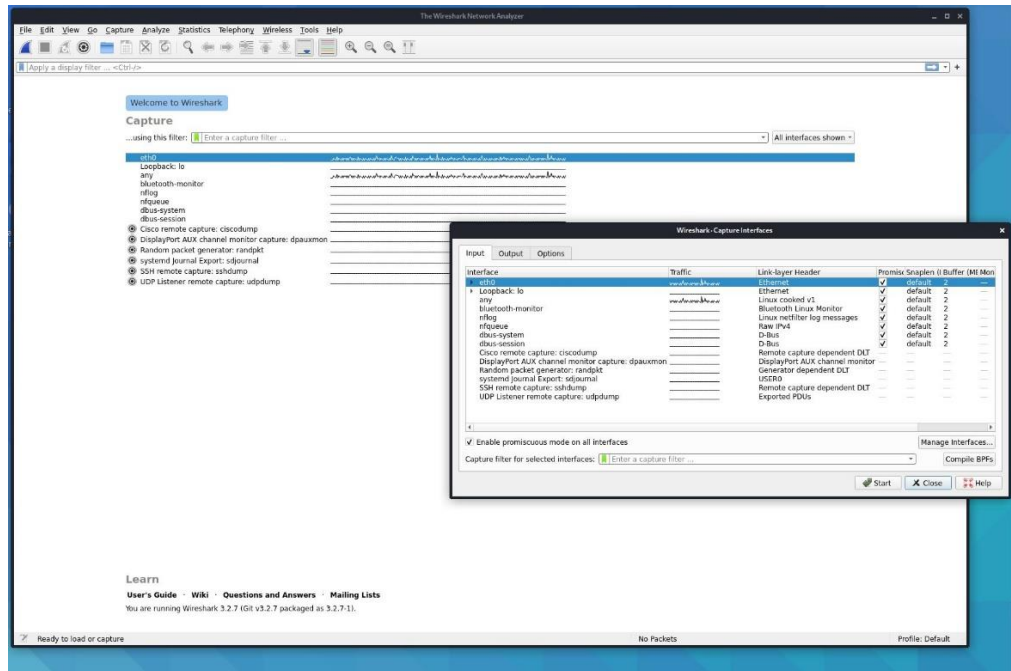 The Wireshark Network Analyzer
File Edit View Go Capture Analyze Statistics Telephony Wireless Tools Help
Apply a display filter ... <Ctrl-/>
Welcome to Wireshark
Capture
...using this filter: Enter a capture filter ... All interfaces shown
eth0
Loopback: lo
any
bluetooth-monitor
nflog
nfqueue
dbus-system
dbus-session
Cisco remote capture: ciscodump
DisplayPort AUX channel monitor capture: dpauxmon
Random packet generator: randpkt
systemd Journal Export: sdjournal
SSH remote capture: sshdump
UDP Listener remote capture: udpdump
Wireshark · Capture Interfaces
Input Output Options
Interface Traffic Link-layer Header Promisc Snaplen (I Buffer (MI Mon
eth0 Ethernet default 2 —
Loopback: lo Ethernet default 2 —
any Linux cooked v1 default 2 —
bluetooth-monitor Bluetooth Linux Monitor default 2 —
nflog Linux netfilter log messages default 2 —
nfqueue Raw IPv4 default 2 —
dbus-system D-Bus default 2 —
dbus-session D-Bus default 2 —
Cisco remote capture: ciscodump Remote capture dependent DLT — — — —
DisplayPort AUX channel monitor capture: dpauxmon DisplayPort AUX channel monitor — — — —
Random packet generator: randpkt Generator dependent DLT — — — —
systemd Journal Export: sdjournal USER0 — — — —
SSH remote capture: sshdump Remote capture dependent DLT — — — —
UDP Listener remote capture: udpdump Exported PDUs — — — —
Enable promiscuous mode on all interfaces Manage Interfaces...
Capture filter for selected interfaces: Enter a capture filter ... Compile BPFs
Start Close Help
Learn
User's Guide · Wiki · Questions and Answers · Mailing Lists
You are running Wireshark 3.2.7 (Git v3.2.7 packaged as 3.2.7-1).
Ready to load or capture No Packets Profile: Default